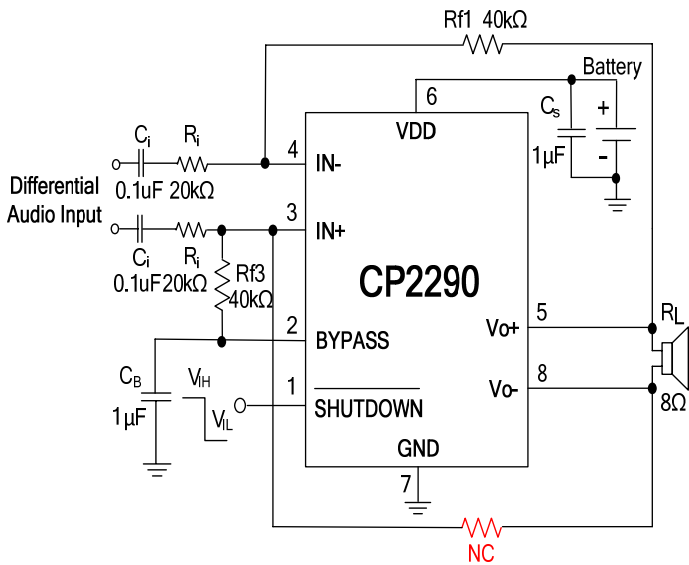 Rf1 40kΩ
Battery
6
VDD
Cs
+
1µF
-
Ci
Ri
4
IN-
0.1uF 20kΩ
Differential
Audio Input
3
IN+
Ci
Ri
0.1uF20kΩ
Rf3
40kΩ
CP2290
5
Vo+
RL
2
BYPASS
CB
1µF
VIH
VIL
1
SHUTDOWN
8
Vo-
8Ω
GND
7
NC